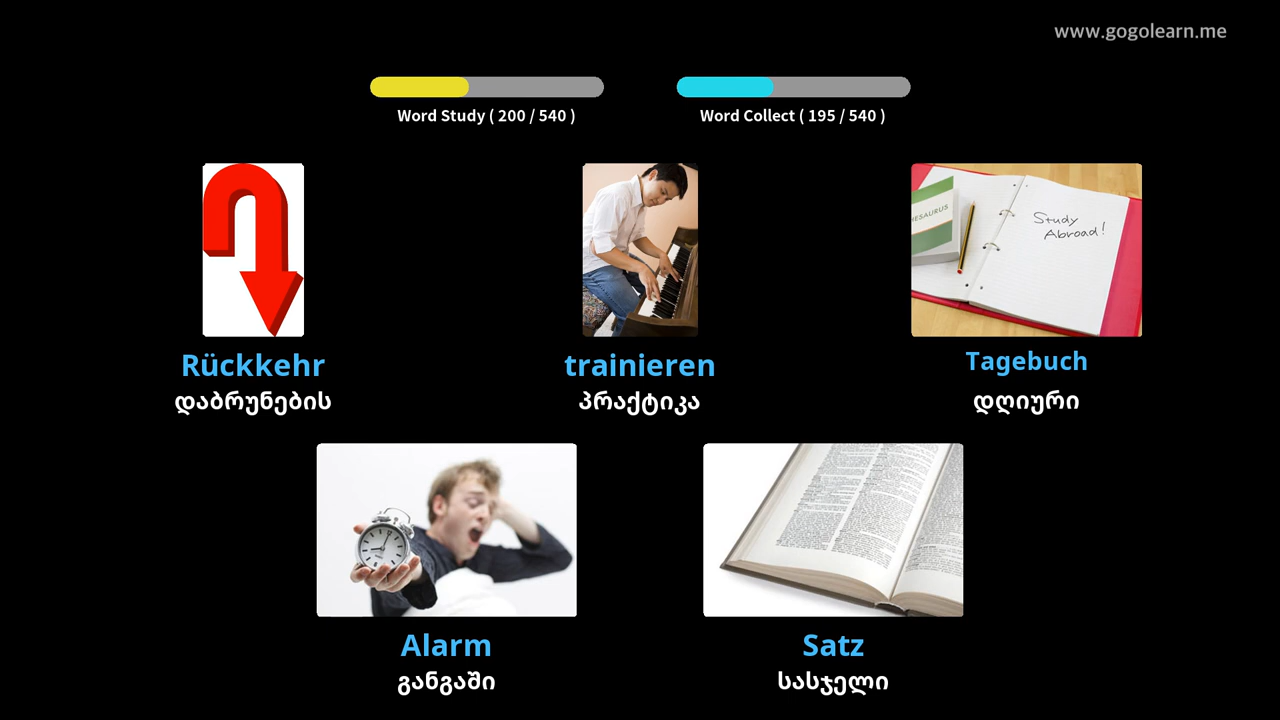 www.gogolearn.me
Word Study ( 200 / 540 )
Word Collect ( 195 / 540 )
ESAURUS
Study
Abroad!
Rückkehr
trainieren
Tagebuch
დაბრუნების
პრაქტიკა
დღიური
Alarm
Satz
განგაში
სასჯელი